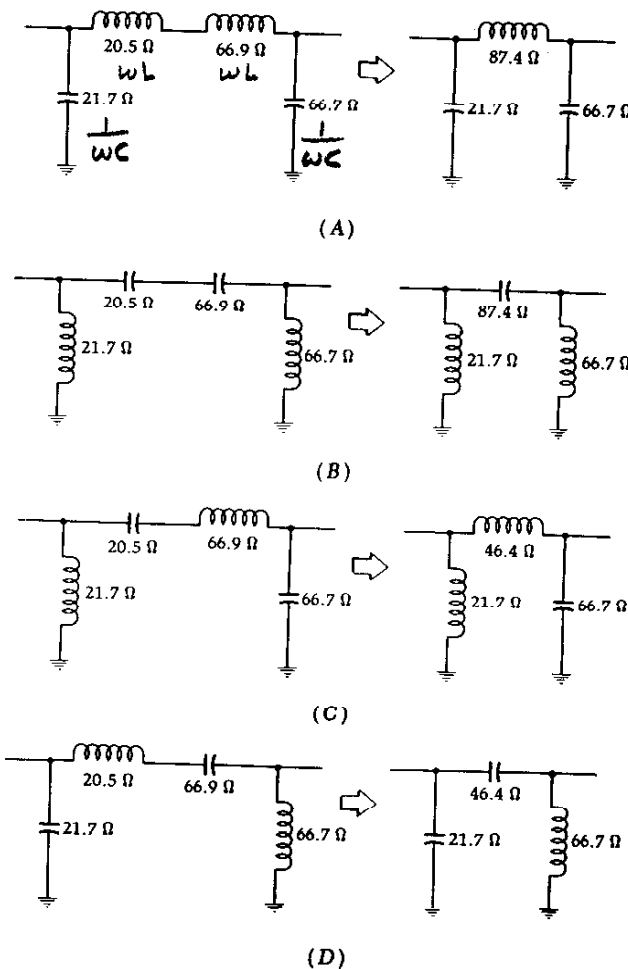 20.5 Ω 66.9 Ω 87.4 Ω
ωL ωL
21.7 Ω 66.7 Ω 21.7 Ω 66.7 Ω
1/ωC 1/ωC
(A)
20.5 Ω 66.9 Ω 87.4 Ω
21.7 Ω 66.7 Ω 21.7 Ω 66.7 Ω
(B)
20.5 Ω 66.9 Ω 46.4 Ω
21.7 Ω 66.7 Ω 21.7 Ω 66.7 Ω
(C)
20.5 Ω 66.9 Ω 46.4 Ω
21.7 Ω 66.7 Ω 21.7 Ω 66.7 Ω
(D)